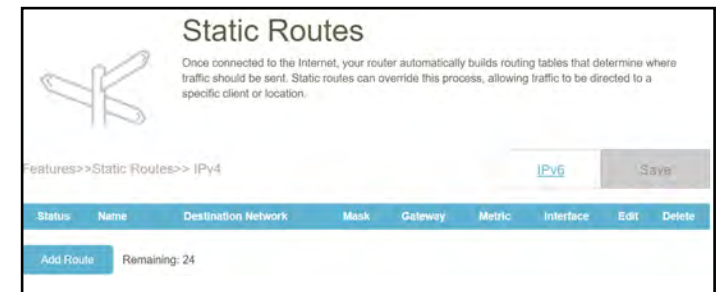 Static Routes
Once connected to the Internet, your router automatically builds routing tables that determine where
traffic should be sent. Static routes can override this process, allowing traffic to be directed to a
specific client or location.
Features>>Static Routes>> IPv4 IPv6 Save
Status Name Destination Network Mask Gateway Metric Interface Edit Delete
Add Route Remaining: 24